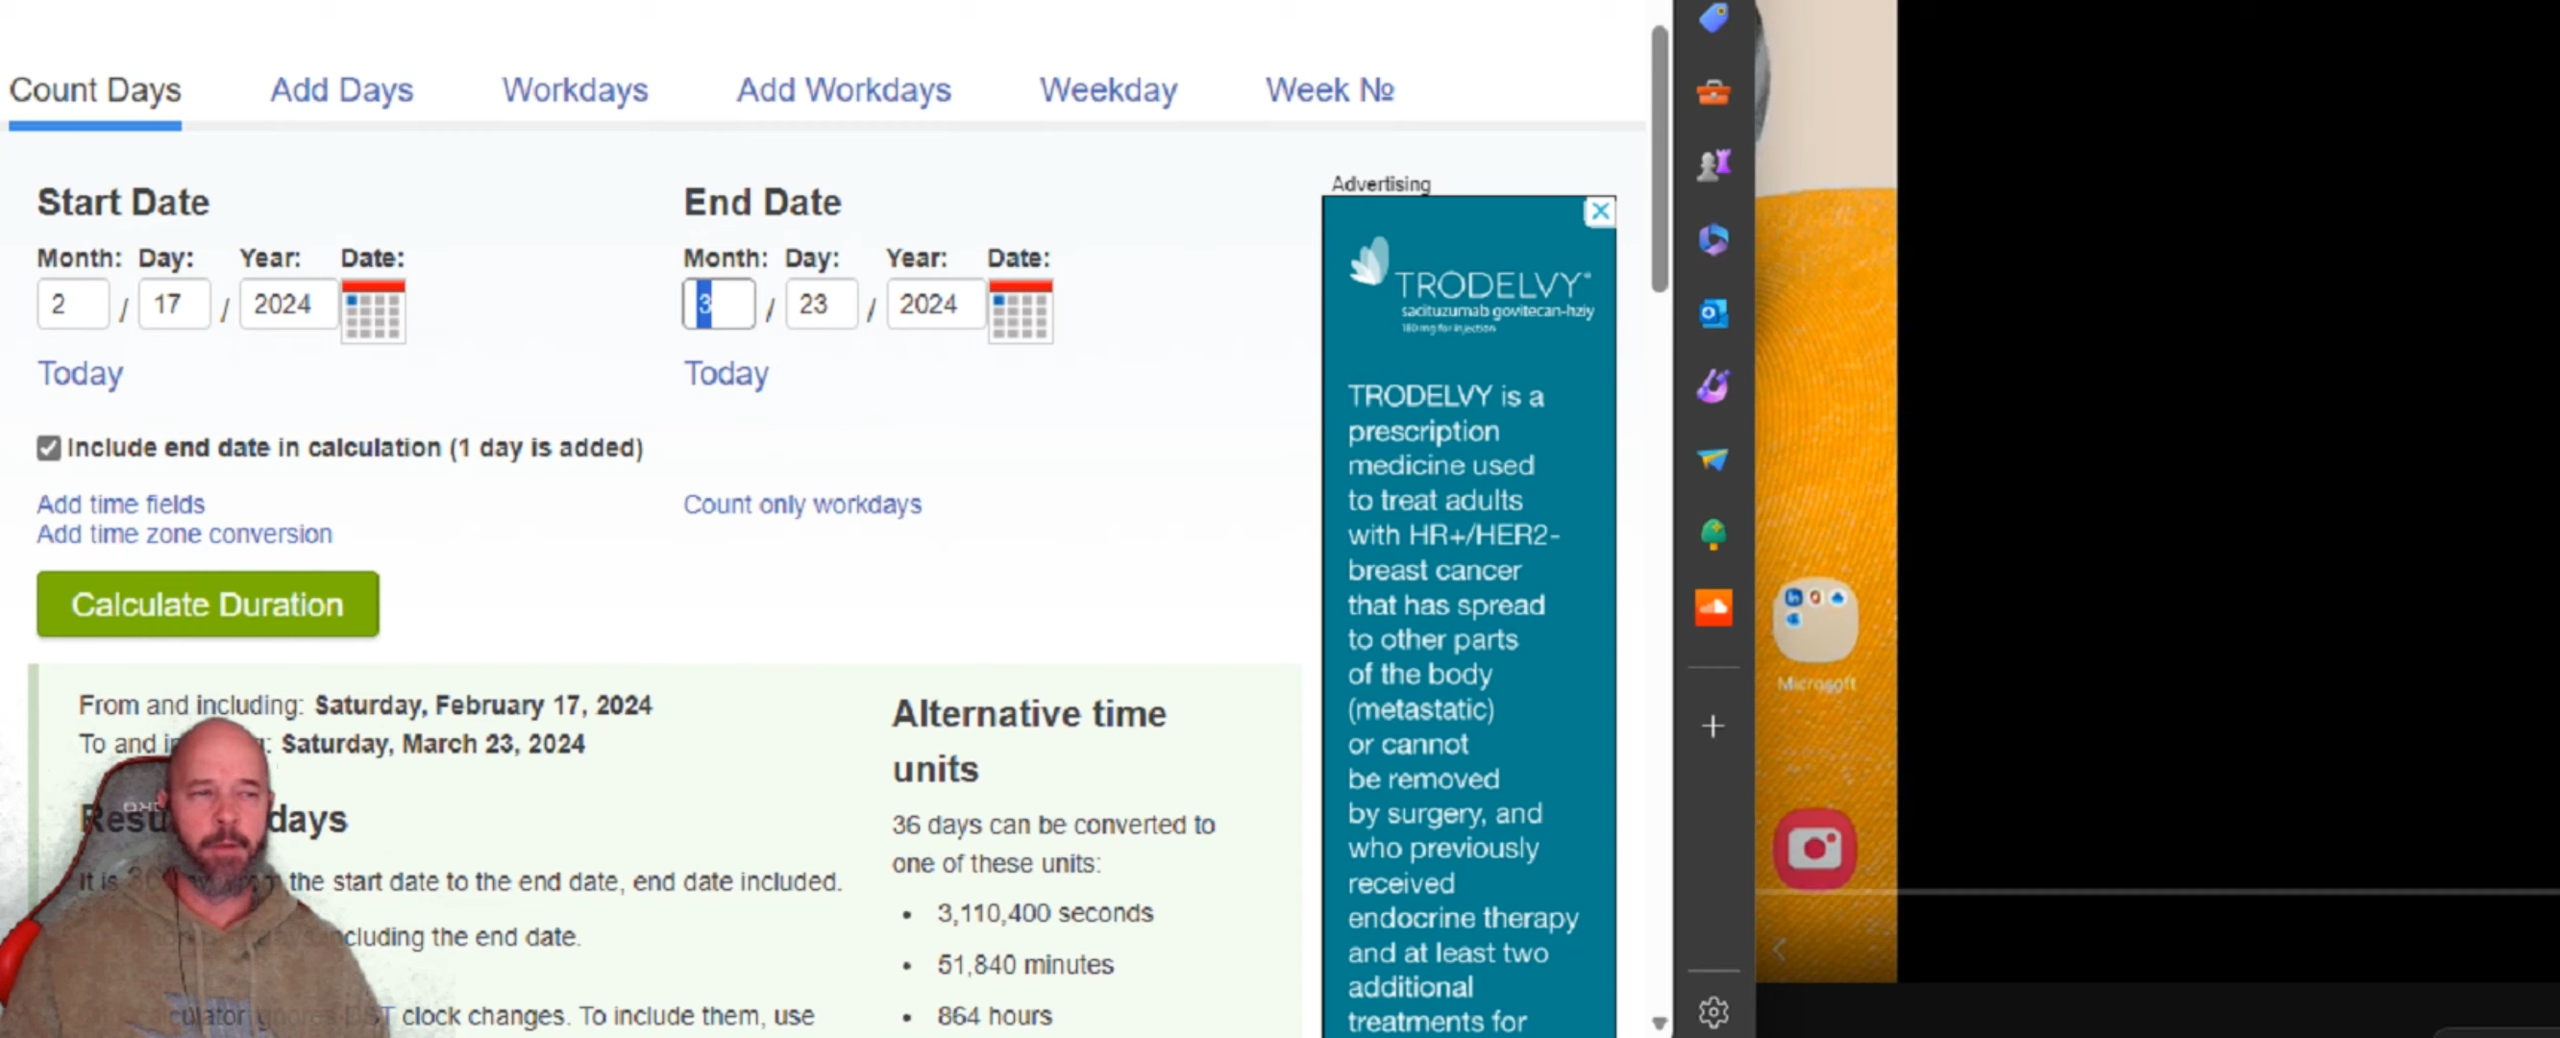 Count Days Add Days Workdays Add Workdays Weekday Week №
Start Date
Month: Day: Year: Date:
2 / 17 / 2024
Today
End Date
Month: Day: Year: Date:
3 / 23 / 2024
Today
Include end date in calculation (1 day is added)
Add time fields
Add time zone conversion
Count only workdays
Calculate Duration
From and including: Saturday, February 17, 2024
To and : Saturday, March 23, 2024
days
It is the start date to the end date, end date included.
the end date.
clock changes. To include them, use
Alternative time
units
36 days can be converted to
one of these units:
• 3,110,400 seconds
• 51,840 minutes
• 864 hours
Advertising
TRODELVY®
sacituzumab govitecan-hziy
180 mg for injection
TRODELVY is a
prescription
medicine used
to treat adults
with HR+/HER2-
breast cancer
that has spread
to other parts
of the body
(metastatic)
or cannot
be removed
by surgery, and
who previously
received
endocrine therapy
and at least two
additional
treatments for
Microsoft